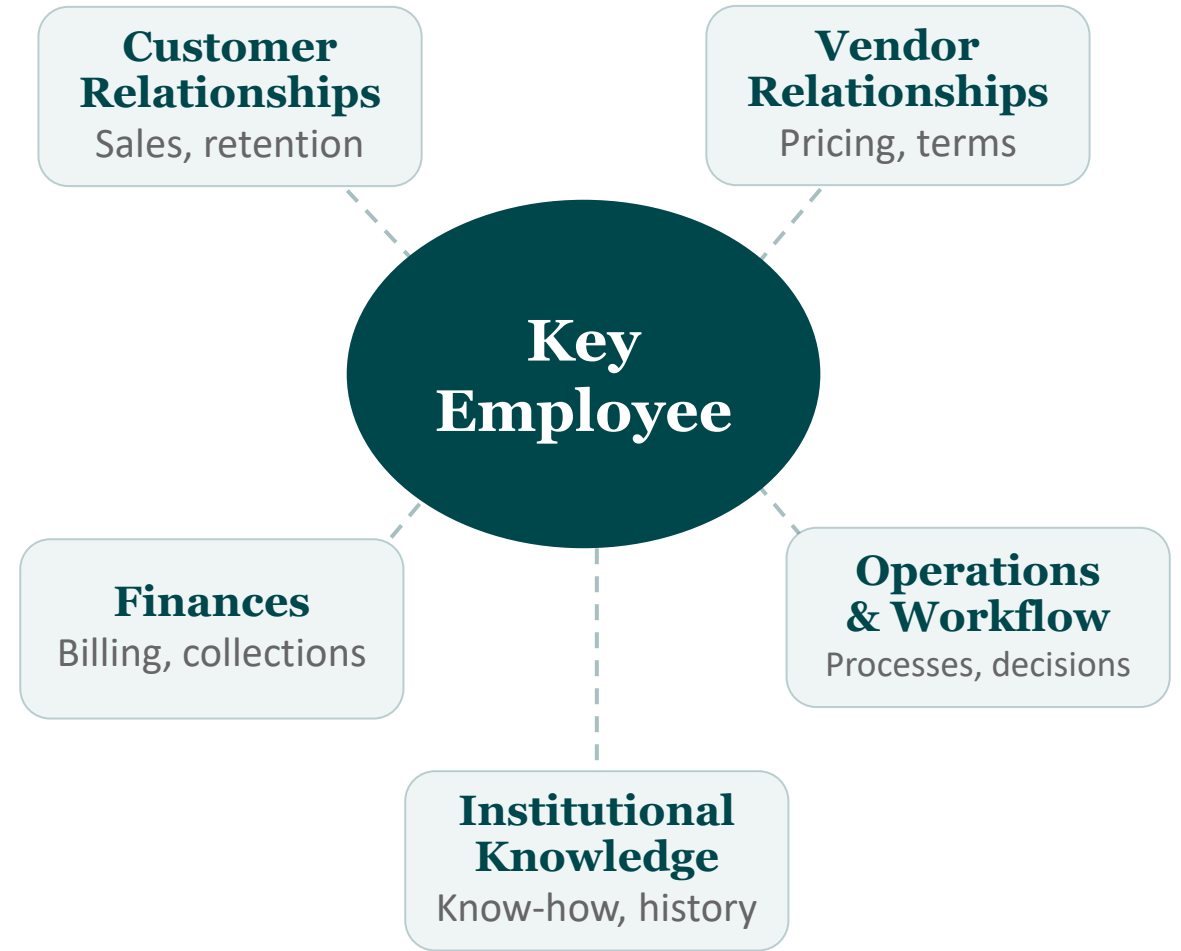 Customer
Relationships
Sales, retention
Vendor
Relationships
Pricing, terms
Key
Employee
Finances
Billing, collections
Operations
& Workflow
Processes, decisions
Institutional
Knowledge
Know-how, history